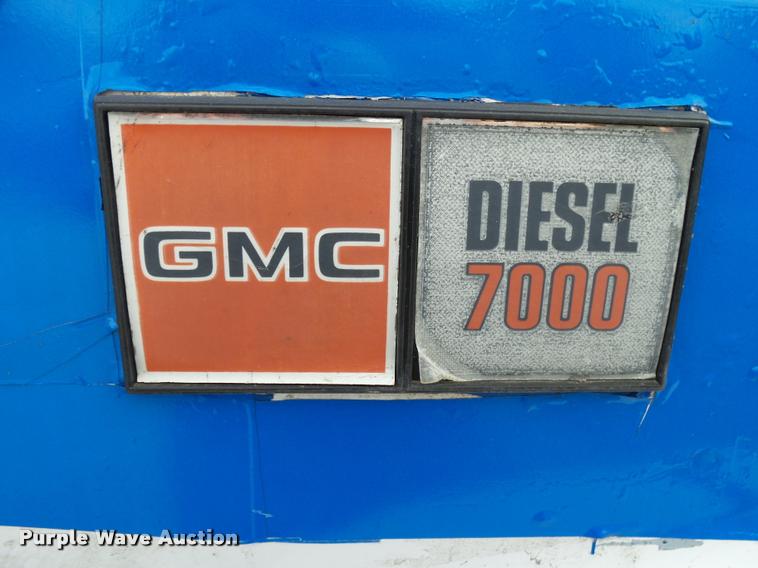 GMC
DIESEL
7000
Purple Wave Auction